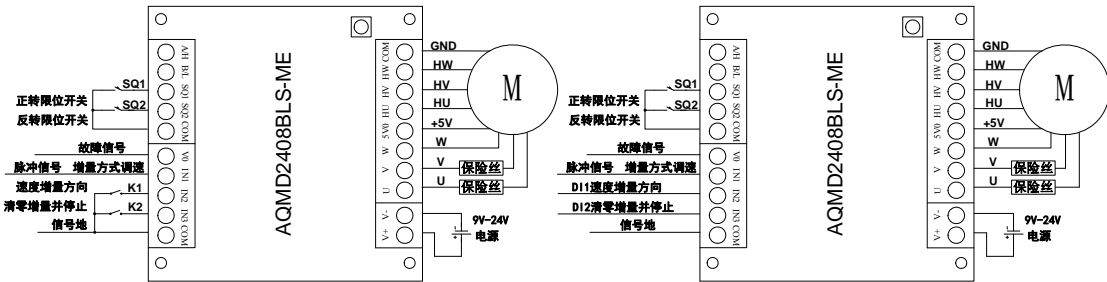 AQMD2408BLS-ME
A/H
B/L
SQ1
SQ2
COM
V0
IN1
IN2
IN3
COM
COM
HW
HV
HU
5V0
W
V
U
V-
V+
SQ1
正转限位开关
SQ2
反转限位开关
故障信号
脉冲信号 增量方式调速
速度增量方向 K1
清零增量并停止 K2
信号地
GND
HW
HV
HU
+5V
W
V 保险丝
U 保险丝
M
9V-24V
电源
AQMD2408BLS-ME
A/H
B/L
SQ1
SQ2
COM
V0
IN1
IN2
IN3
COM
COM
HW
HV
HU
5V0
W
V
U
V-
V+
SQ1
正转限位开关
SQ2
反转限位开关
故障信号
脉冲信号 增量方式调速
DI1速度增量方向
DI2清零增量并停止
信号地
GND
HW
HV
HU
+5V
W
V 保险丝
U 保险丝
M
9V-24V
电源